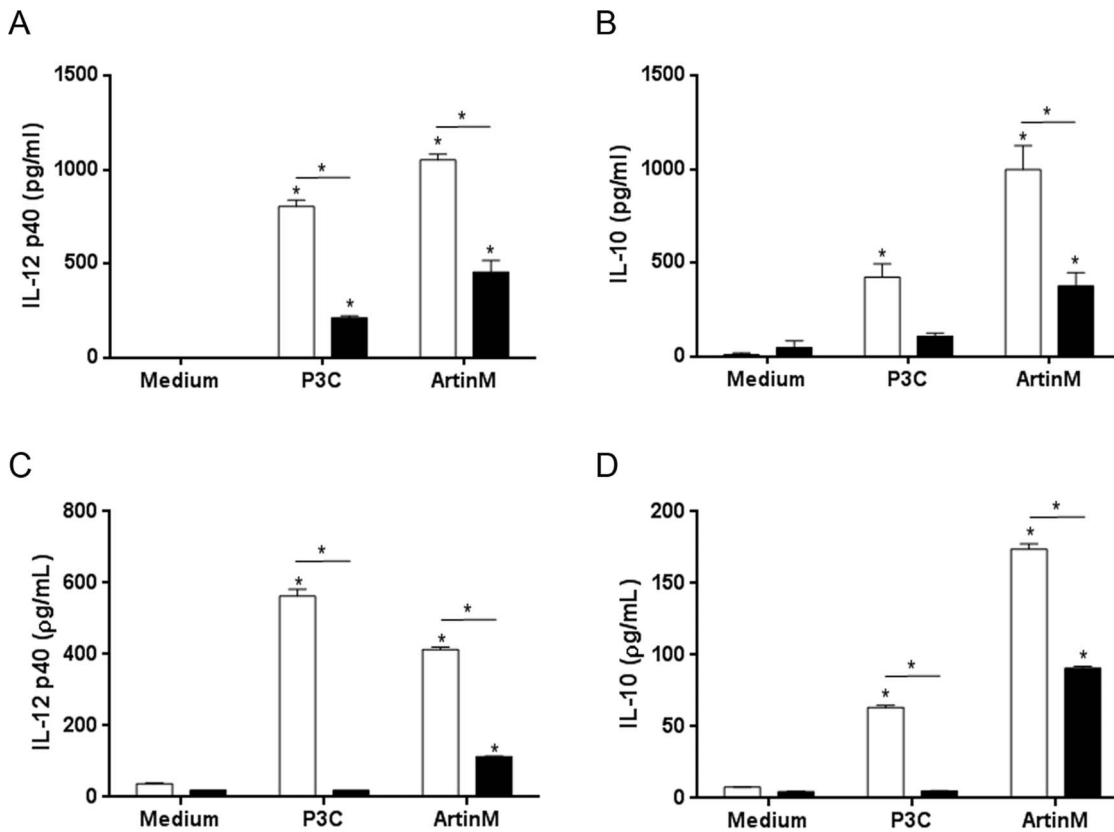 A
IL-12 p40 (pg/ml)
1500
1000
500
0
* * * * * *
Medium P3C ArtinM
B
IL-10 (pg/ml)
1500
1000
500
0
* * * *
Medium P3C ArtinM
C
IL-12 p40 (ρg/mL)
800
600
400
200
0
* * * * *
Medium P3C ArtinM
D
IL-10 (ρg/mL)
200
150
100
50
0
* * * * *
Medium P3C ArtinM